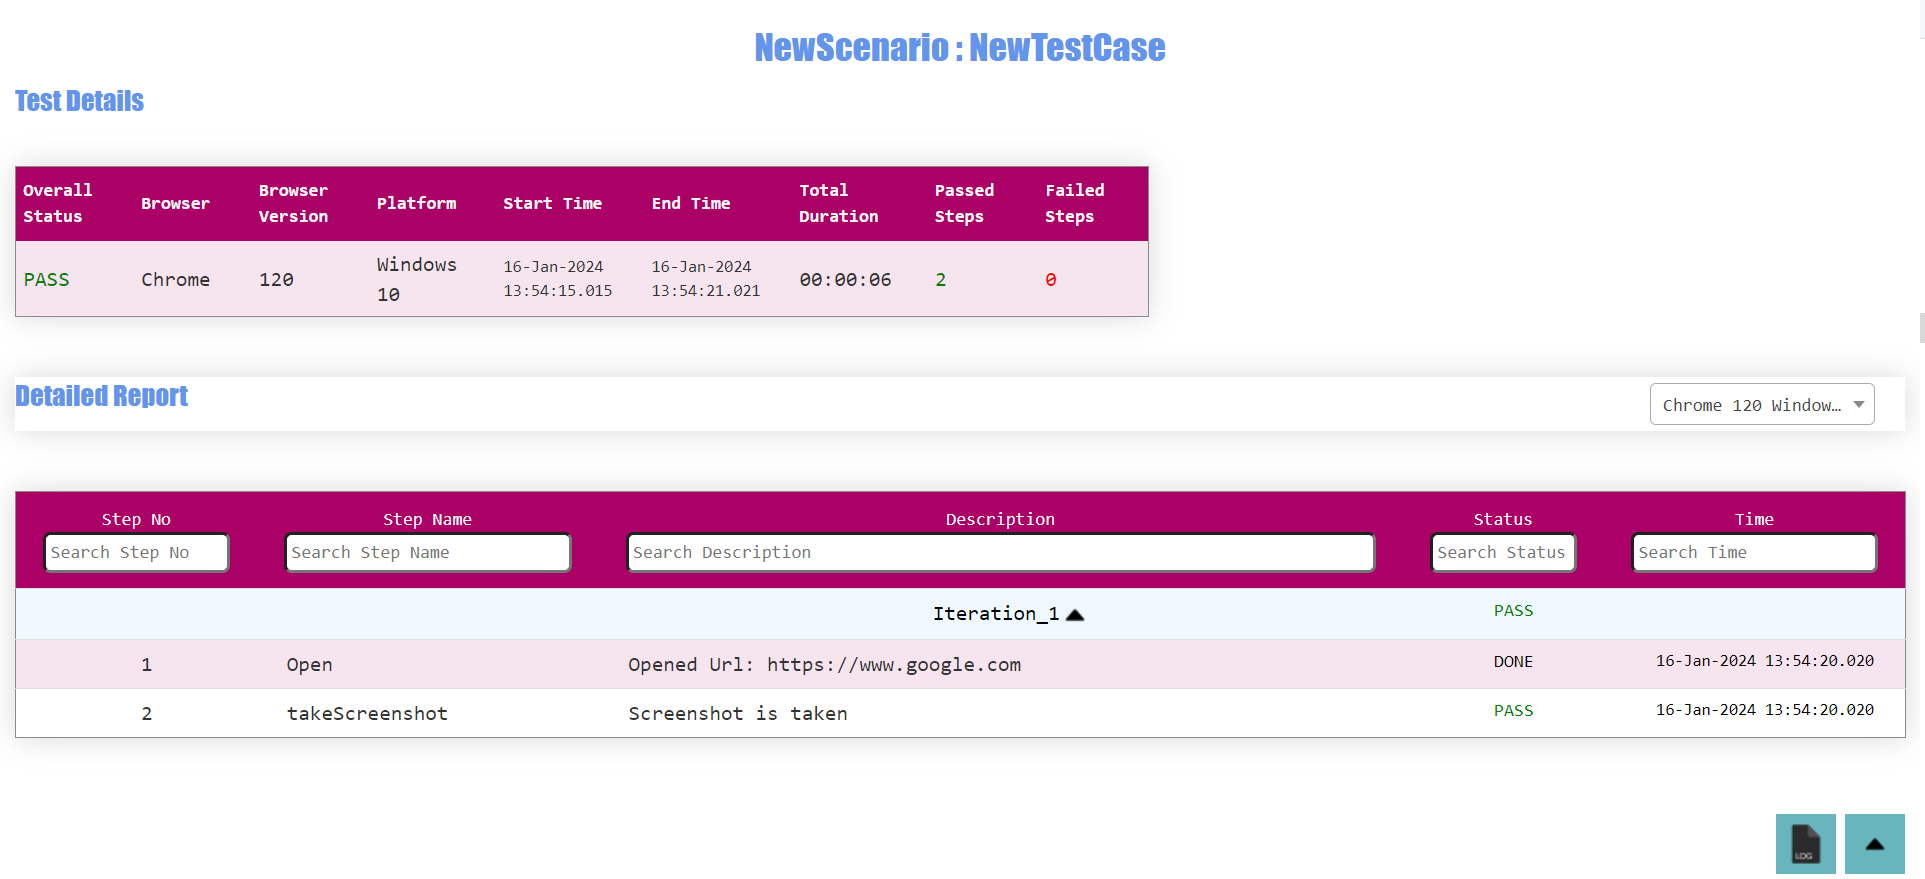 NewScenario : NewTestCase
Test Details
Overall Status Browser Browser Version Platform Start Time End Time Total Duration Passed Steps Failed Steps
PASS Chrome 120 Windows 10 16-Jan-2024 13:54:15.015 16-Jan-2024 13:54:21.021 00:00:06 2 0
Detailed Report Chrome 120 Window…
Step No Step Name Description Status Time
Search Step No Search Step Name Search Description Search Status Search Time
Iteration_1 PASS
1 Open Opened Url: https://www.google.com DONE 16-Jan-2024 13:54:20.020
2 takeScreenshot Screenshot is taken PASS 16-Jan-2024 13:54:20.020
LOG